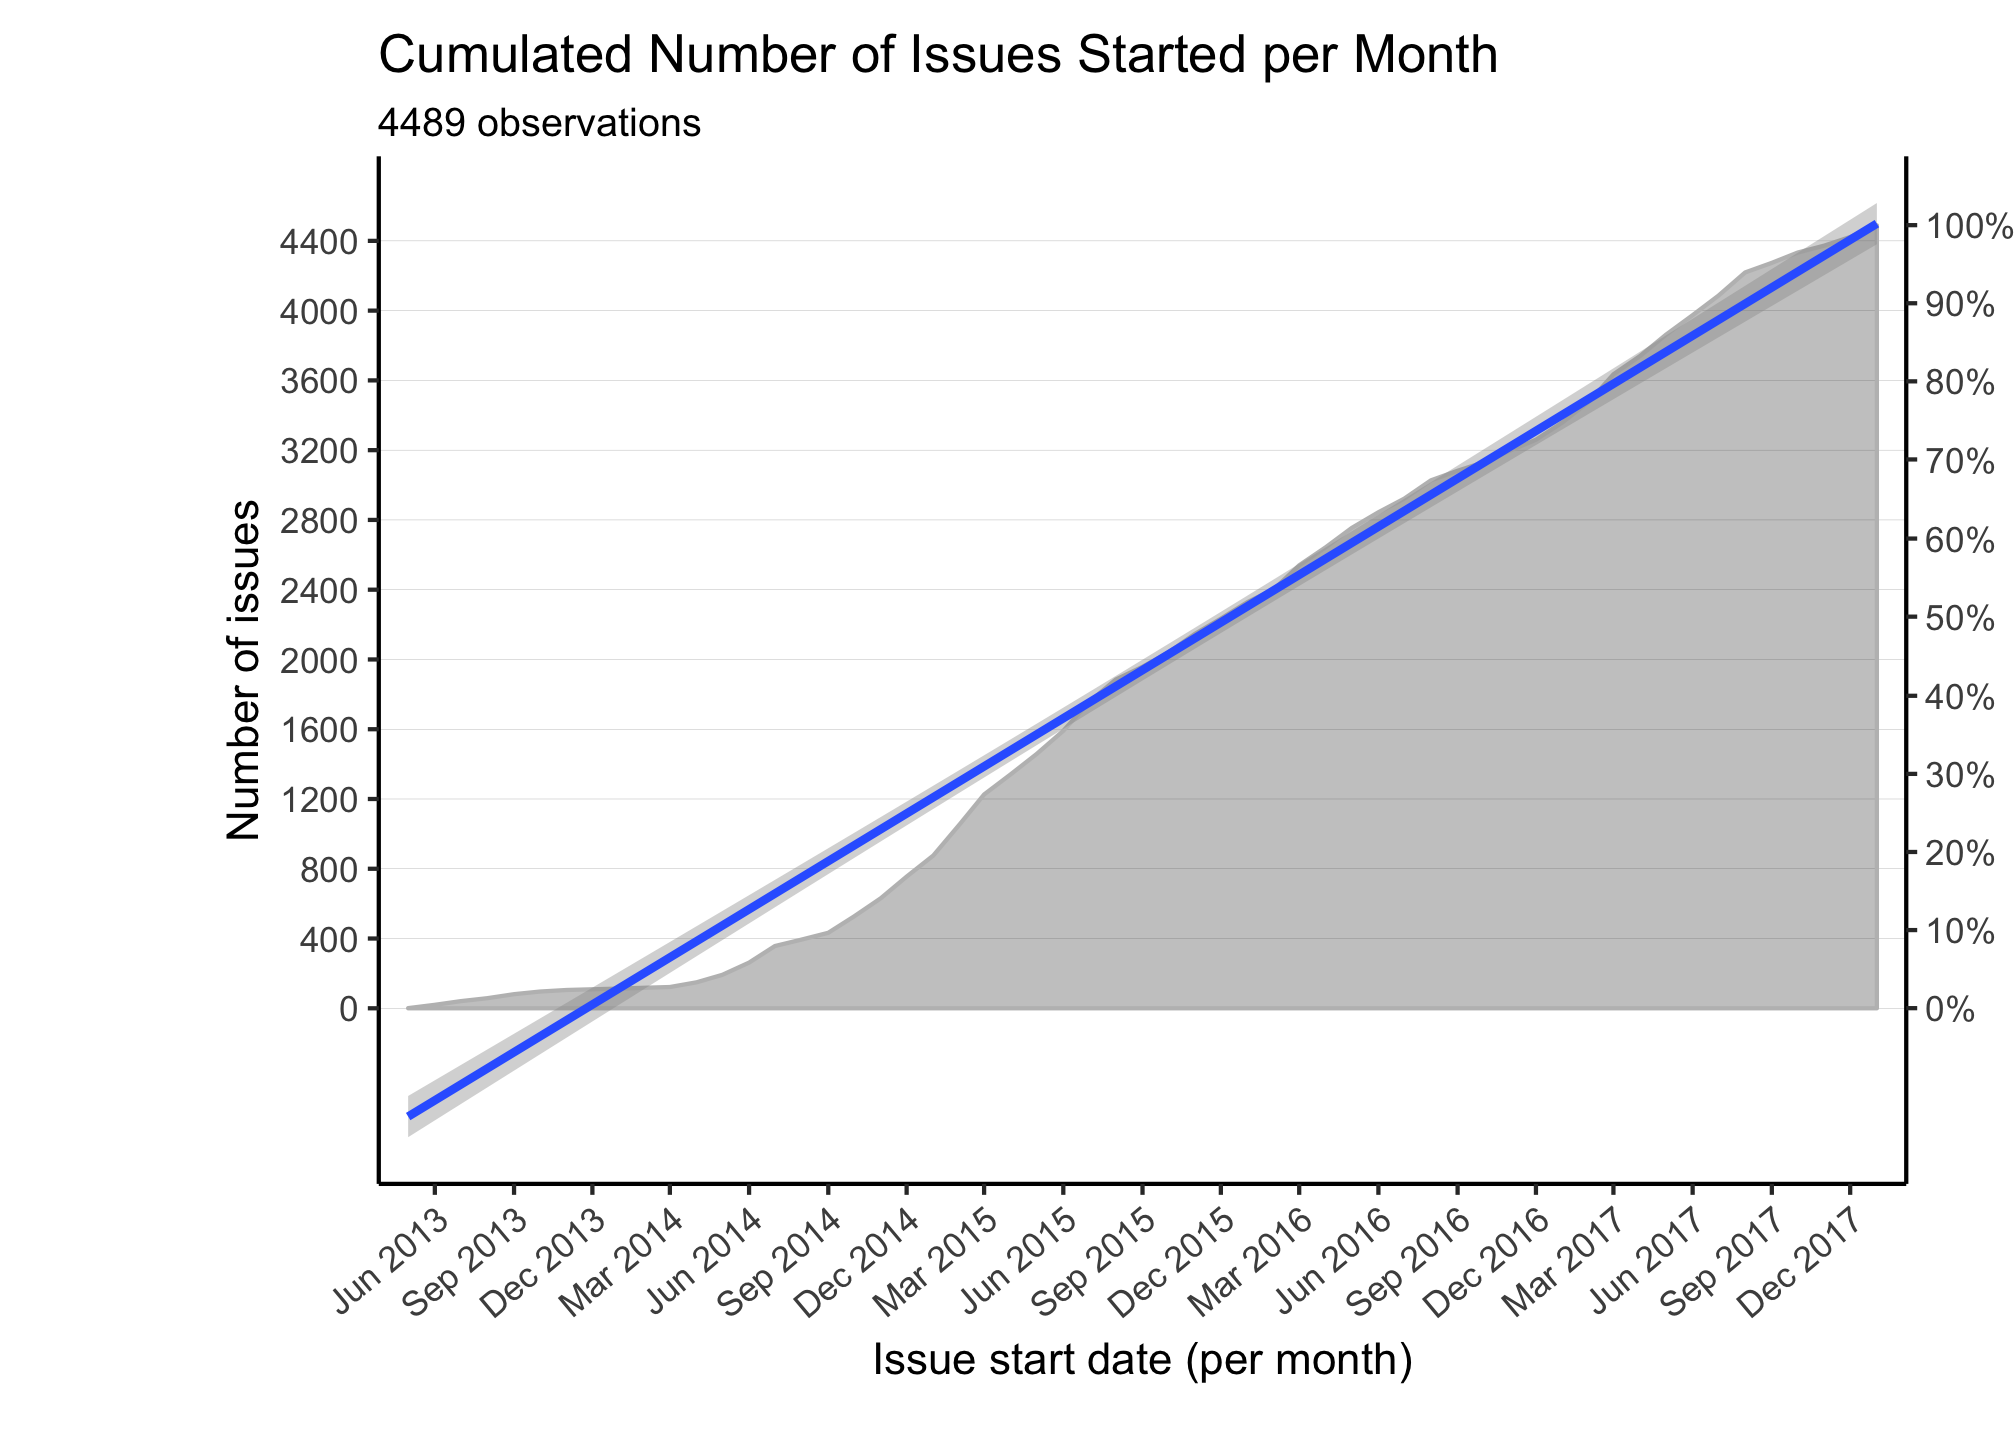 Cumulated Number of Issues Started per Month
4489 observations
Number of issues
4400
4000
3600
3200
2800
2400
2000
1600
1200
800
400
0
100%
90%
80%
70%
60%
50%
40%
30%
20%
10%
0%
Jun 2013
Sep 2013
Dec 2013
Mar 2014
Jun 2014
Sep 2014
Dec 2014
Mar 2015
Jun 2015
Sep 2015
Dec 2015
Mar 2016
Jun 2016
Sep 2016
Dec 2016
Mar 2017
Jun 2017
Sep 2017
Dec 2017
Issue start date (per month)